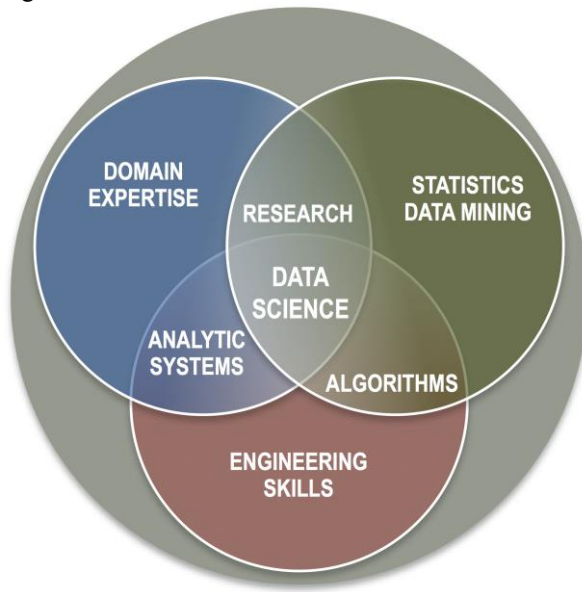 DOMAIN
EXPERTISE
STATISTICS
DATA MINING
RESEARCH
DATA
SCIENCE
ANALYTIC
SYSTEMS
ALGORITHMS
ENGINEERING
SKILLS